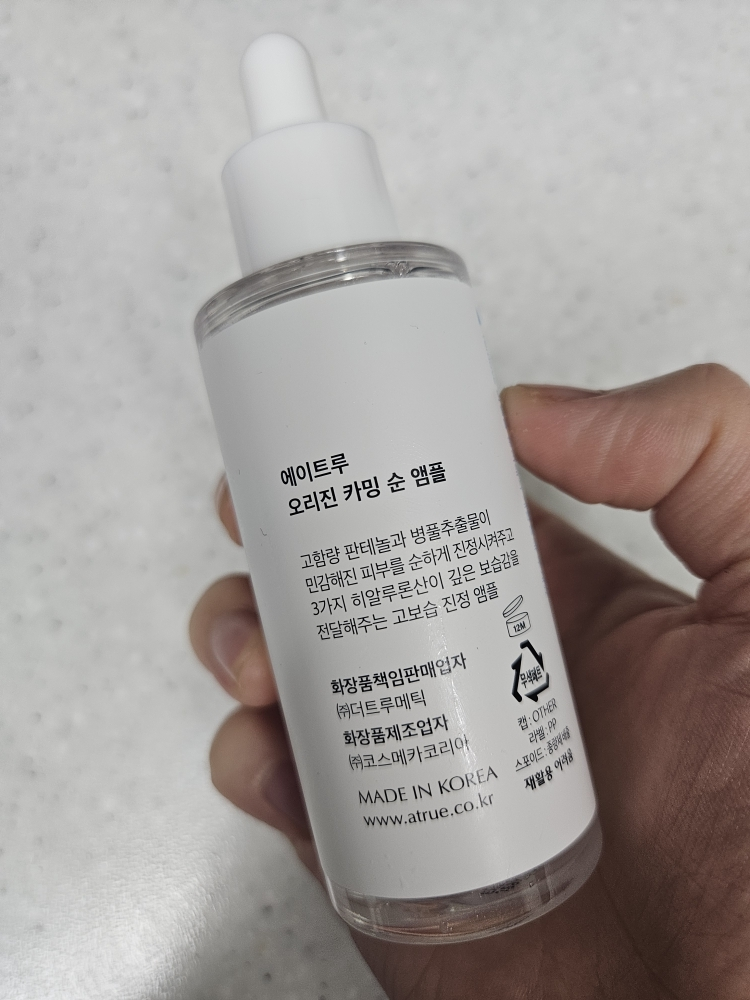 에이트루
오리진 카밍 순 앰플
고함량 판테놀과 병풀추출물이
민감해진 피부를 순하게 진정시켜주고
3가지 히알루론산이 깊은 보습감을
전달해주는 고보습 진정 앰플
12M
화장품책임판매업자
㈜더트루메틱
화장품제조업자
㈜코스메카코리아
MADE IN KOREA
www.atrue.co.kr
무색페트
캡 : OTHER
라벨 : PP
스포이드 :
재활용 어려움